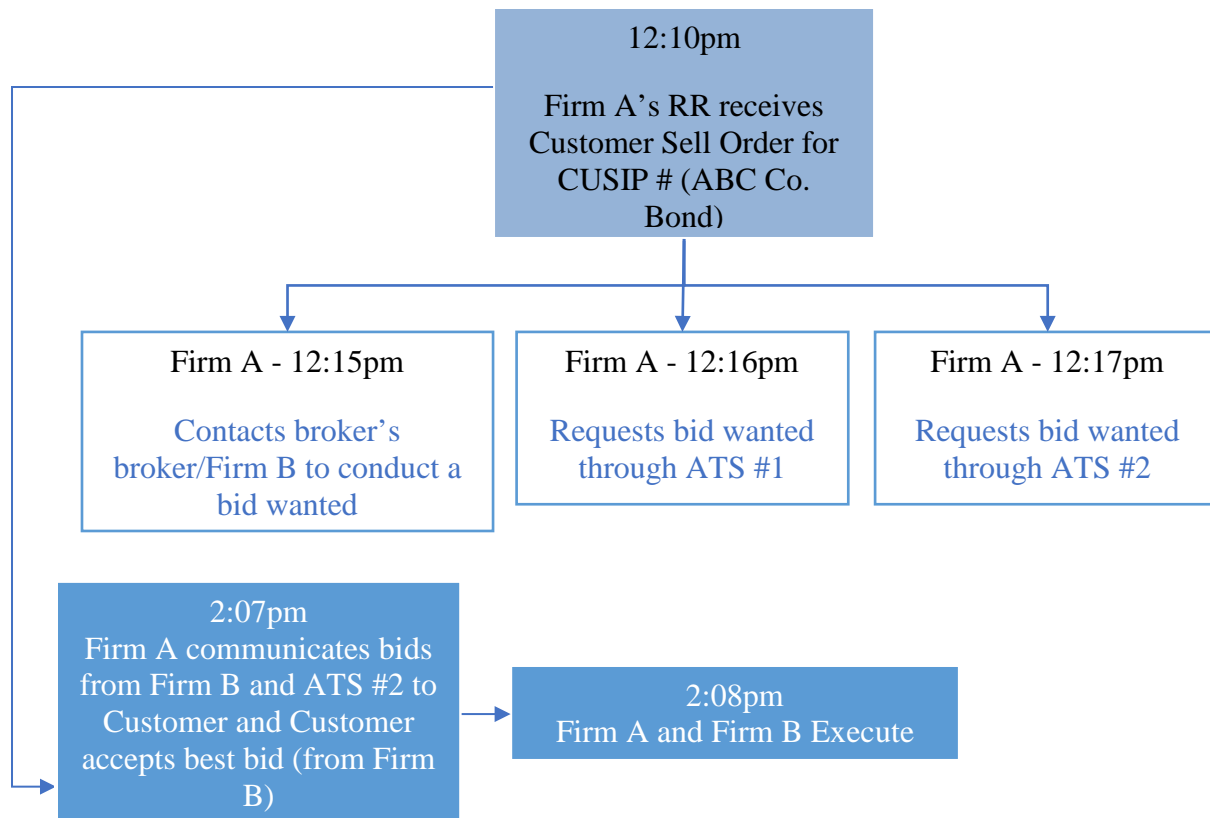 12:10pm
Firm A’s RR receives
Customer Sell Order for
CUSIP # (ABC Co.
Bond)
Firm A - 12:15pm
Contacts broker’s
broker/Firm B to conduct a
bid wanted
Firm A - 12:16pm
Requests bid wanted
through ATS #1
Firm A - 12:17pm
Requests bid wanted
through ATS #2
2:07pm
Firm A communicates bids
from Firm B and ATS #2 to
Customer and Customer
accepts best bid (from Firm
B)
2:08pm
Firm A and Firm B Execute